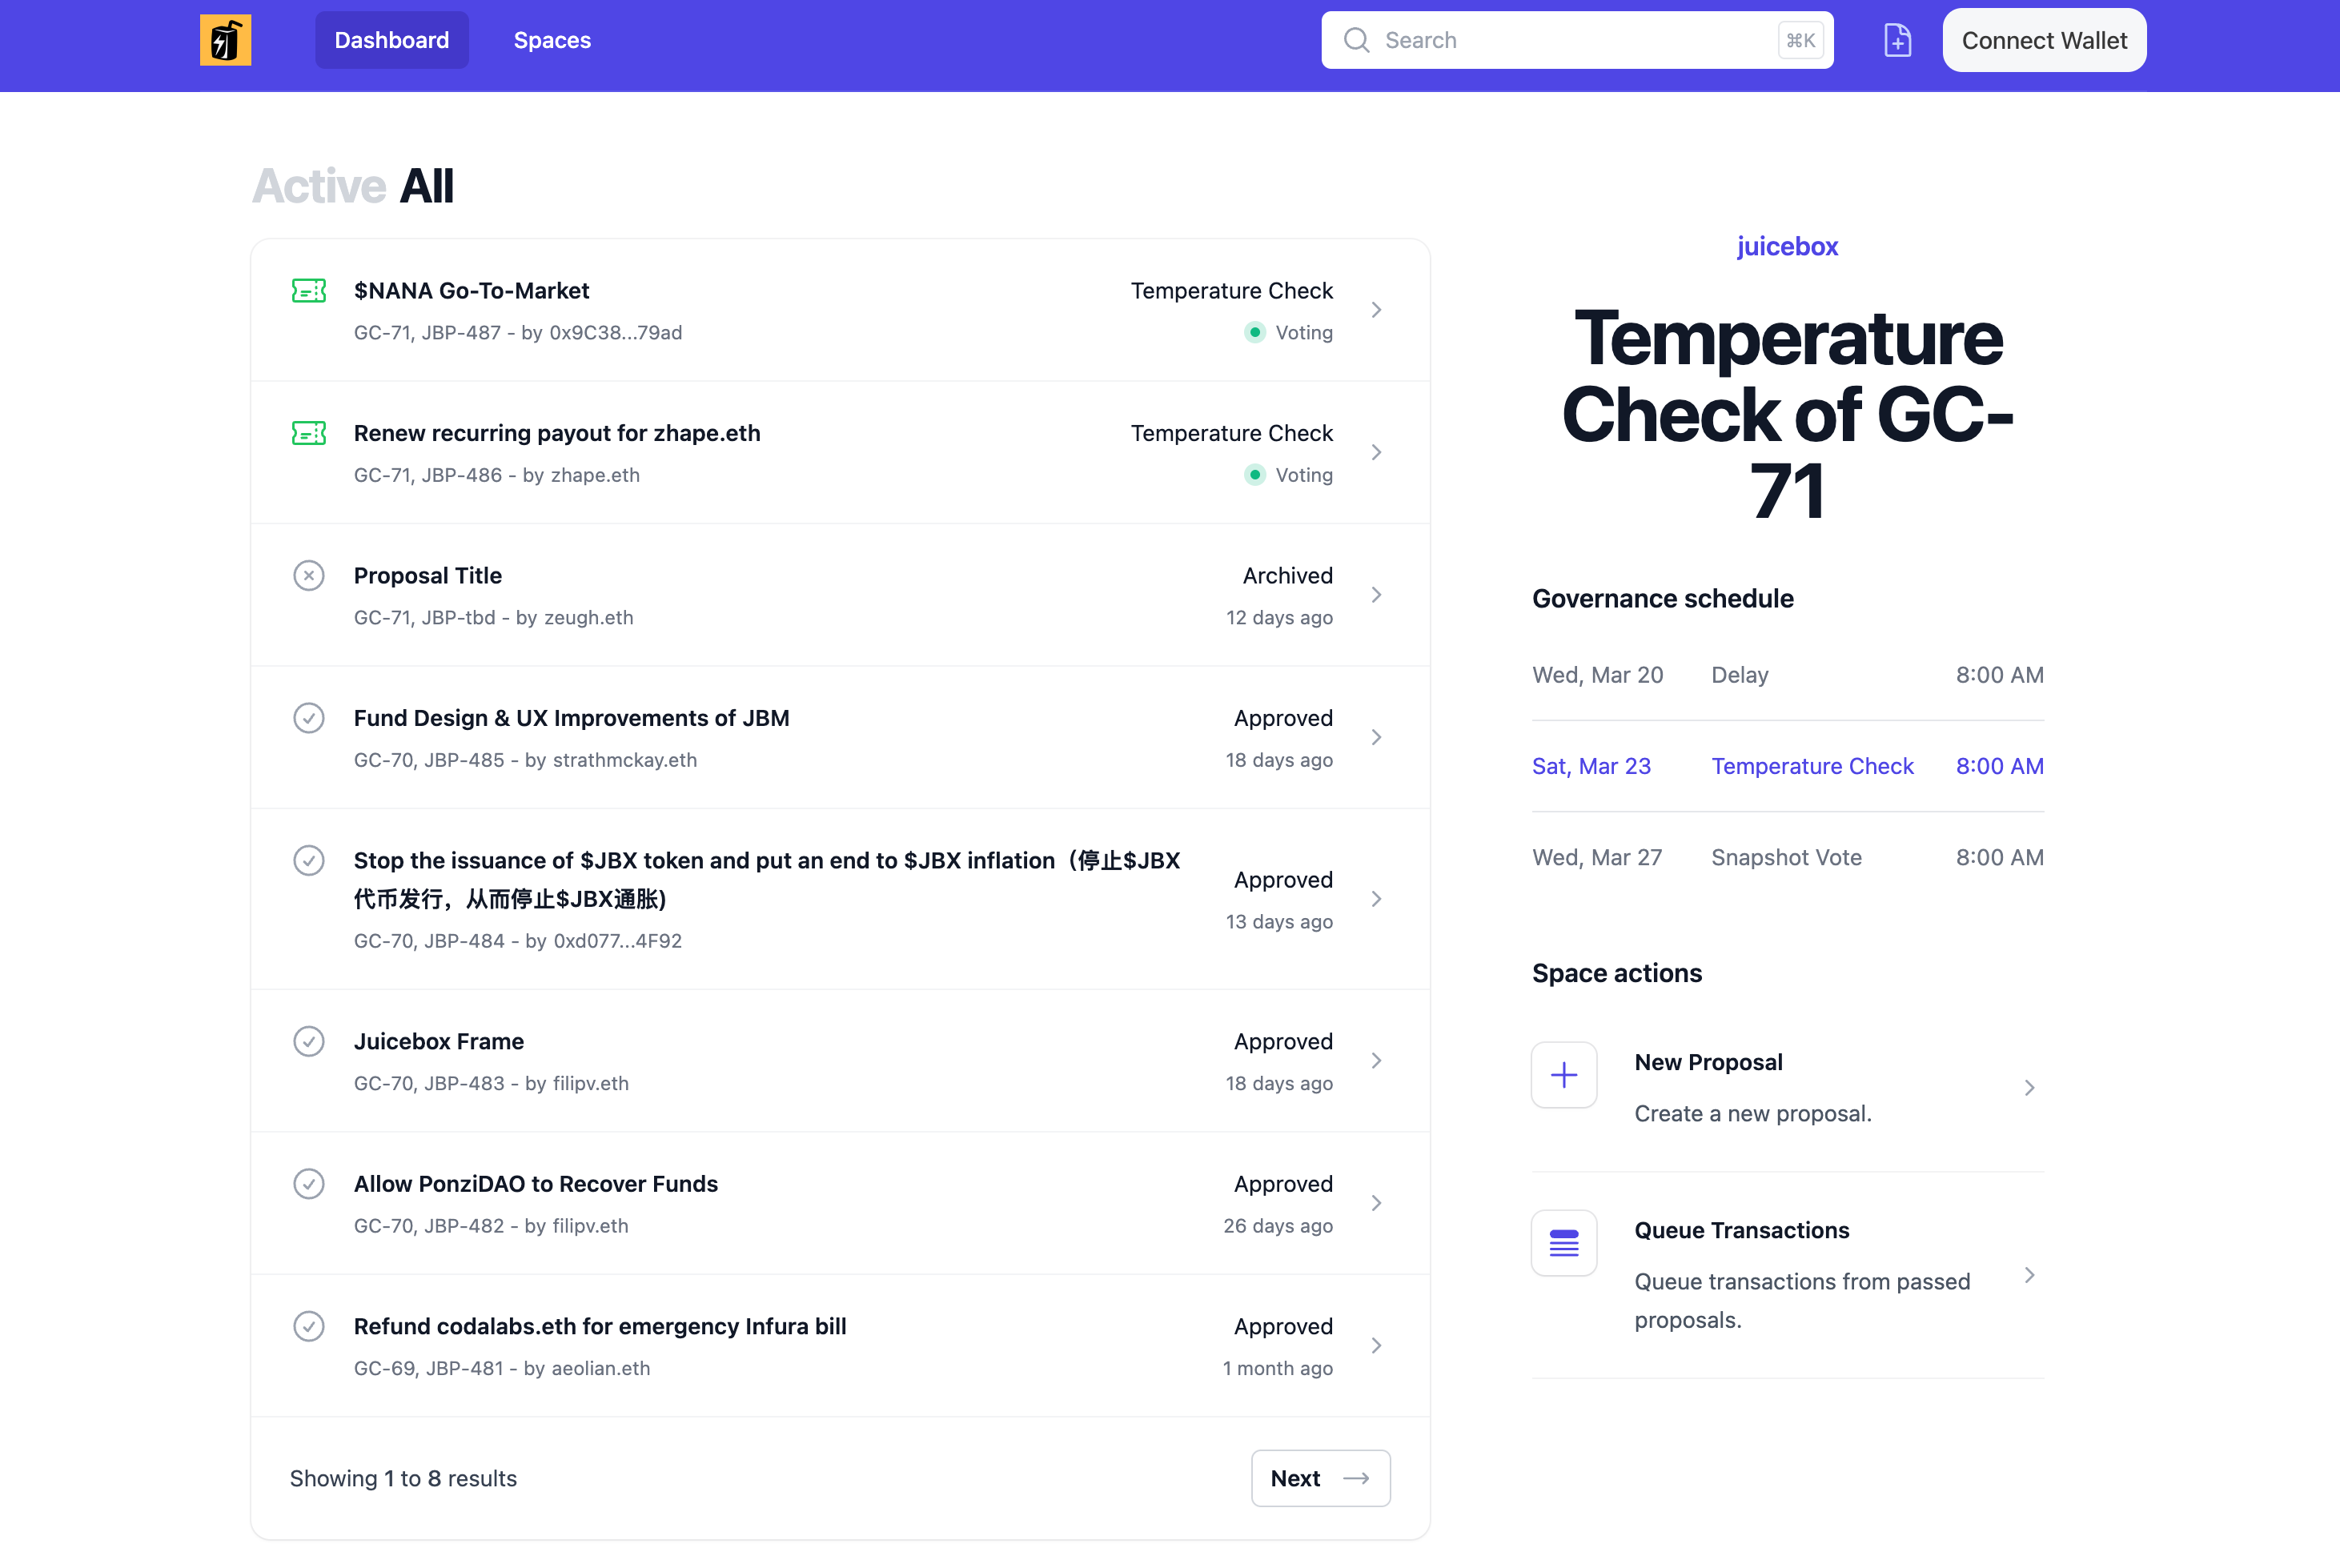 Dashboard
Spaces
Search
⌘K
Connect Wallet
Active All
$NANA Go-To-Market
Temperature Check
GC-71, JBP-487 - by 0x9C38...79ad
Voting
Renew recurring payout for zhape.eth
Temperature Check
GC-71, JBP-486 - by zhape.eth
Voting
Proposal Title
Archived
GC-71, JBP-tbd - by zeugh.eth
12 days ago
Fund Design & UX Improvements of JBM
Approved
GC-70, JBP-485 - by strathmckay.eth
18 days ago
Stop the issuance of $JBX token and put an end to $JBX inflation（停止$JBX
代币发行，从而停止$JBX通胀)
Approved
GC-70, JBP-484 - by 0xd077...4F92
13 days ago
Juicebox Frame
Approved
GC-70, JBP-483 - by filipv.eth
18 days ago
Allow PonziDAO to Recover Funds
Approved
GC-70, JBP-482 - by filipv.eth
26 days ago
Refund codalabs.eth for emergency Infura bill
Approved
GC-69, JBP-481 - by aeolian.eth
1 month ago
Showing 1 to 8 results
Next
juicebox
Temperature
Check of GC-
71
Governance schedule
Wed, Mar 20 Delay 8:00 AM
Sat, Mar 23 Temperature Check 8:00 AM
Wed, Mar 27 Snapshot Vote 8:00 AM
Space actions
New Proposal
Create a new proposal.
Queue Transactions
Queue transactions from passed
proposals.